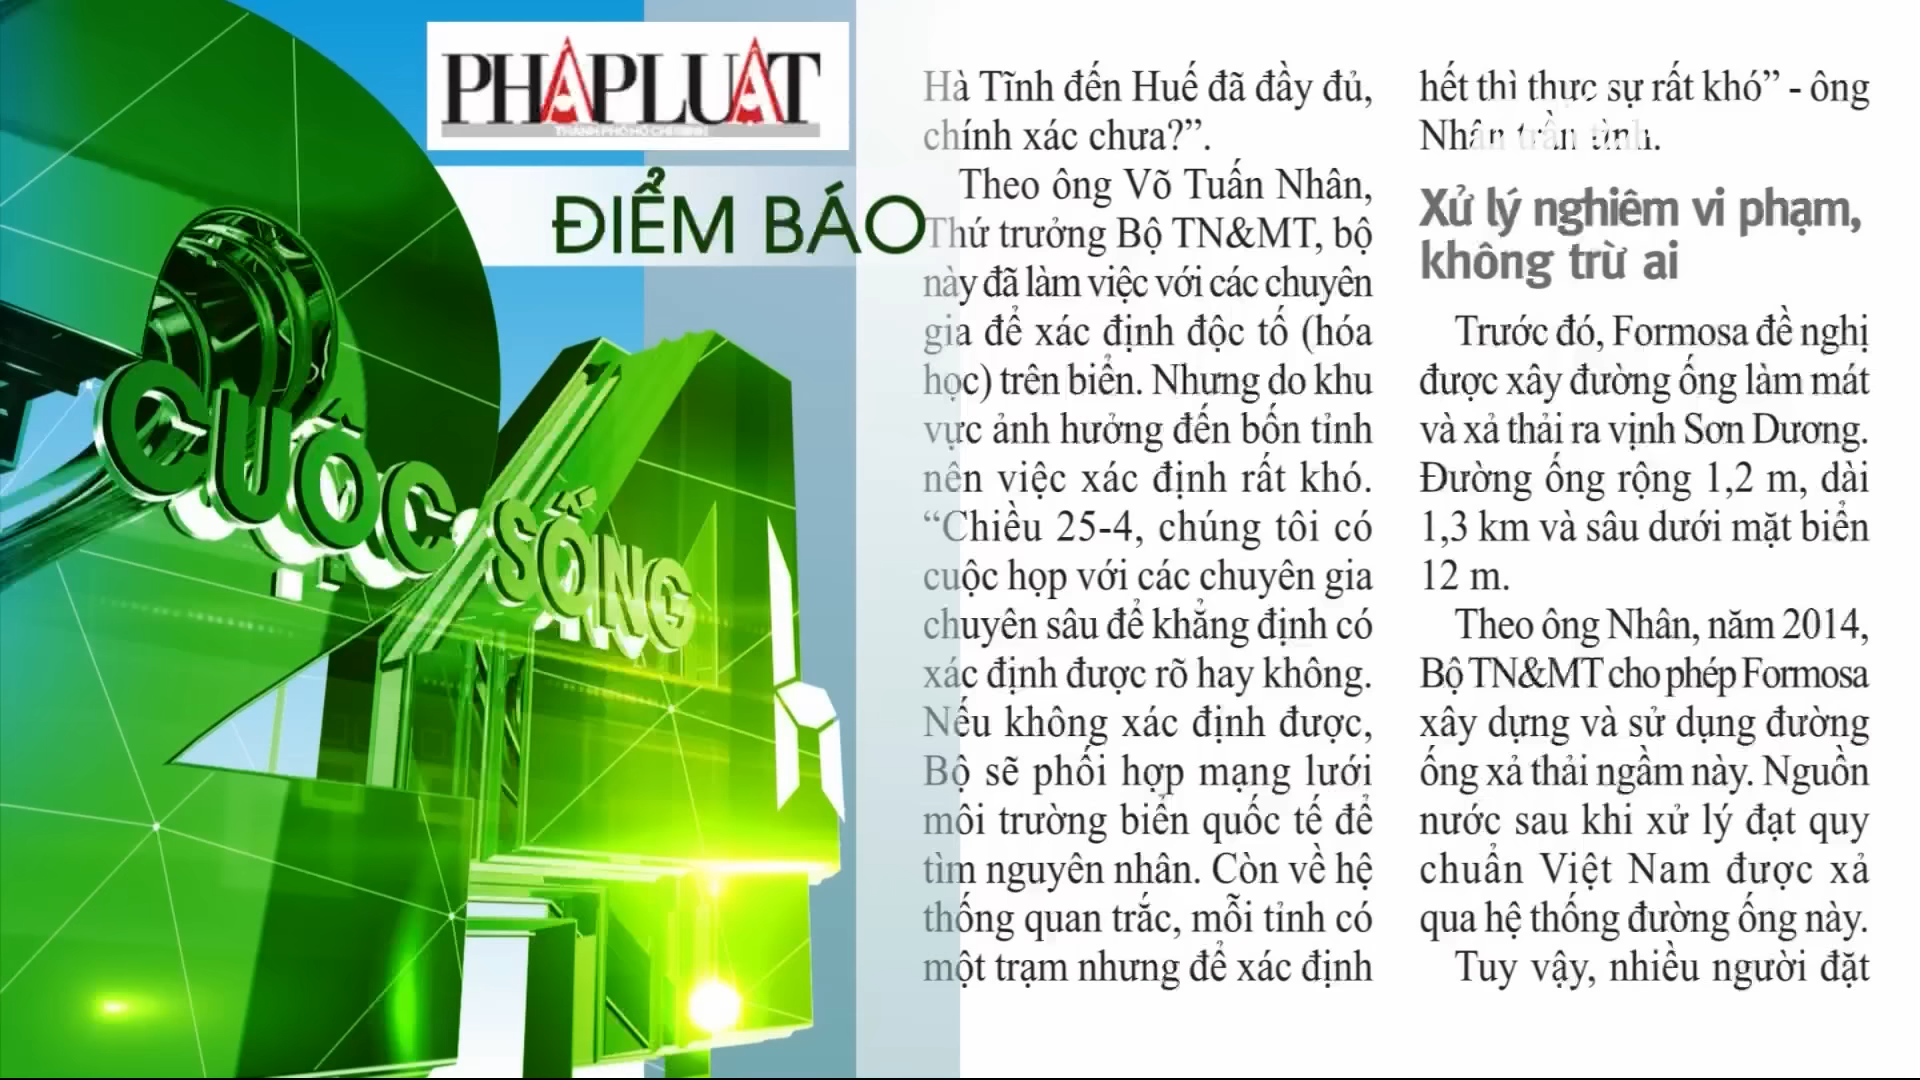 PHÁP LUẬT
THÀNH PHỐ HỒ CHÍ MINH
ĐIỂM BÁO
CUỘC SỐNG
24h
Hà Tĩnh đến Huế đã đầy đủ,
chính xác chưa?”.
Theo ông Võ Tuấn Nhân,
Thứ trưởng Bộ TN&MT, bộ
này đã làm việc với các chuyên
gia để xác định độc tố (hóa
học) trên biển. Nhưng do khu
vực ảnh hưởng đến bốn tỉnh
nên việc xác định rất khó.
“Chiều 25-4, chúng tôi có
cuộc họp với các chuyên gia
chuyên sâu để khẳng định có
xác định được rõ hay không.
Nếu không xác định được,
Bộ sẽ phối hợp mạng lưới
môi trường biển quốc tế để
tìm nguyên nhân. Còn về hệ
thống quan trắc, mỗi tỉnh có
một trạm nhưng để xác định
hết thì thực sự rất khó” - ông
Nhân trần tình.
Xử lý nghiêm vi phạm,
không trừ ai
Trước đó, Formosa đề nghị
được xây đường ống làm mát
và xả thải ra vịnh Sơn Dương.
Đường ống rộng 1,2 m, dài
1,3 km và sâu dưới mặt biển
12 m.
Theo ông Nhân, năm 2014,
Bộ TN&MT cho phép Formosa
xây dựng và sử dụng đường
ống xả thải ngầm này. Nguồn
nước sau khi xử lý đạt quy
chuẩn Việt Nam được xả
qua hệ thống đường ống này.
Tuy vậy, nhiều người đặt